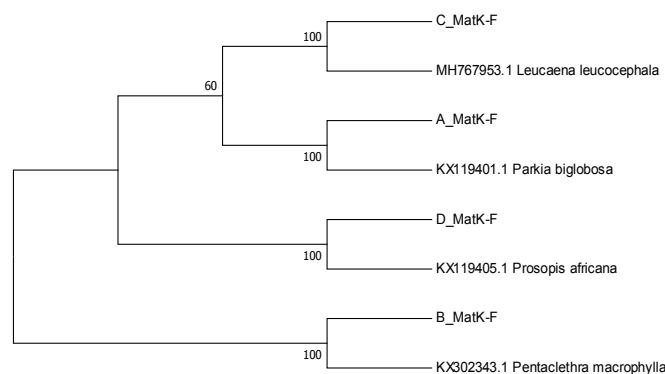 C_MatK-F
100
MH767953.1 Leucaena leucocephala
60
A_MatK-F
100
KX119401.1 Parkia biglobosa
D_MatK-F
100
KX119405.1 Prosopis africana
B_MatK-F
100
KX302343.1 Pentaclethra macrophylla